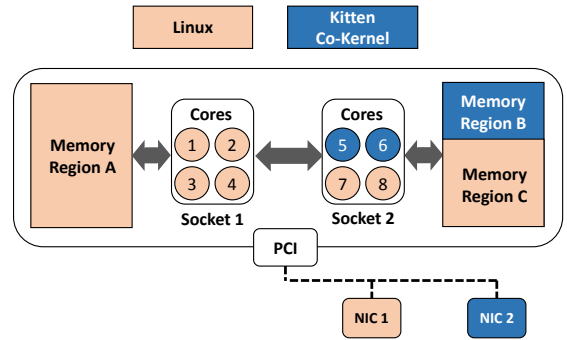 Linux
Kitten
Co-Kernel
Memory
Region A
Cores
1 2
3 4
Socket 1
Cores
5 6
7 8
Socket 2
Memory
Region B
Memory
Region C
PCI
NIC 1
NIC 2